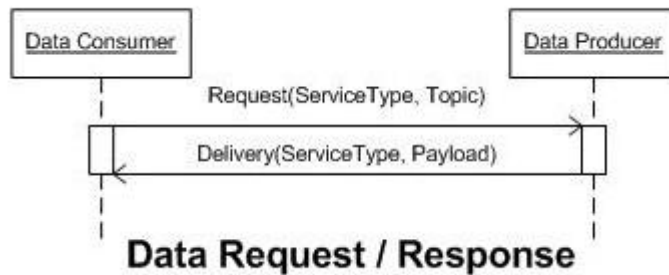 Data Consumer
Data Producer
Request(ServiceType, Topic)
Delivery(ServiceType, Payload)
Data Request / Response